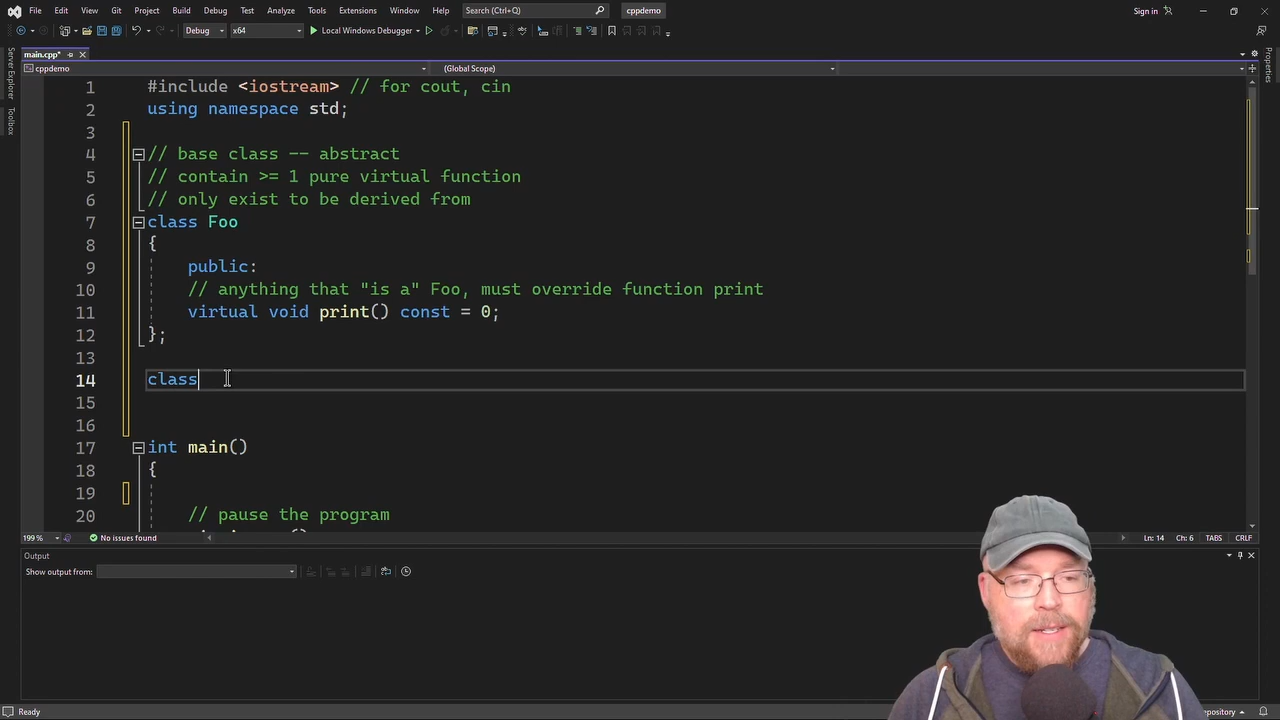 File Edit View Git Project Build Debug Test Analyze Tools Extensions Window Help Search (Ctrl+Q) cppdemo Sign in
Debug x64 Local Windows Debugger
main.cpp*
cppdemo (Global Scope)
Server Explorer
Toolbox
Properties
1 #include <iostream> // for cout, cin
2 using namespace std;
3
4 // base class -- abstract
5 // contain >= 1 pure virtual function
6 // only exist to be derived from
7 class Foo
8 {
9 public:
10 // anything that "is a" Foo, must override function print
11 virtual void print() const = 0;
12 };
13
14 class
15
16
17 int main()
18 {
19
20 // pause the program
199 % No issues found Ln: 14 Ch: 6 TABS CRLF
Output
Show output from:
Ready